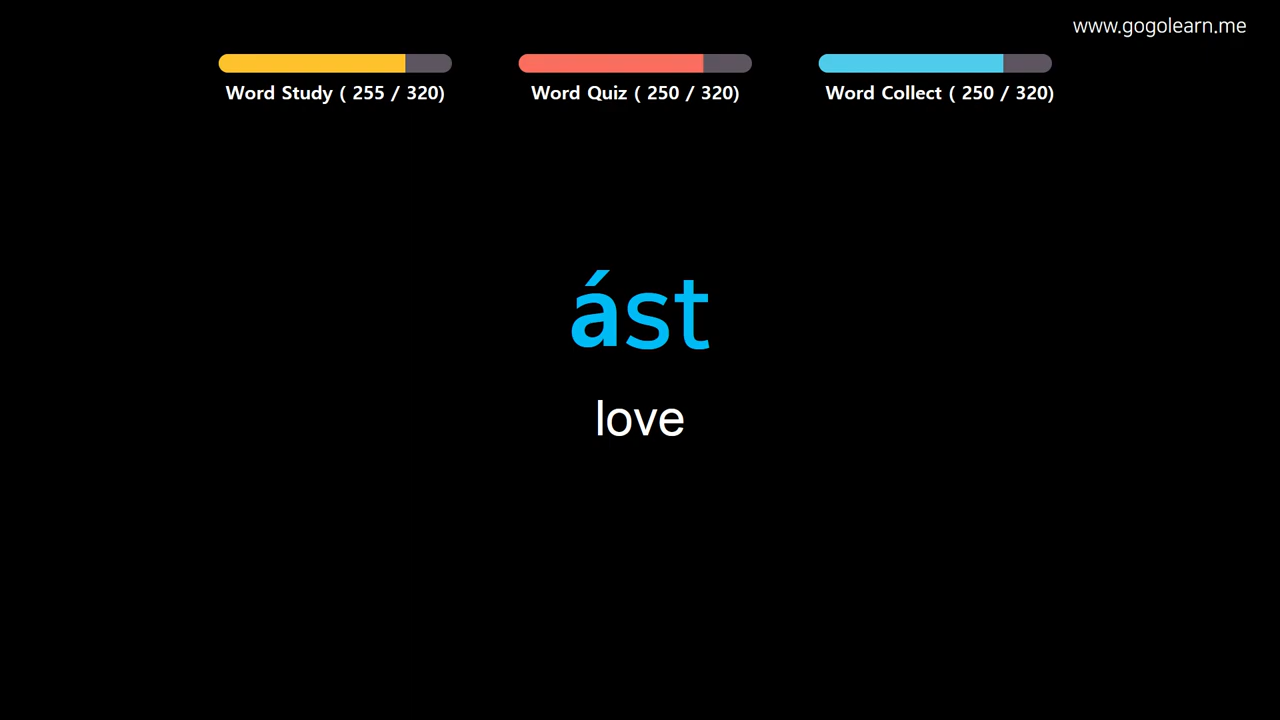 www.gogolearn.me
Word Study ( 255 / 320)
Word Quiz ( 250 / 320)
Word Collect ( 250 / 320)
ást
love